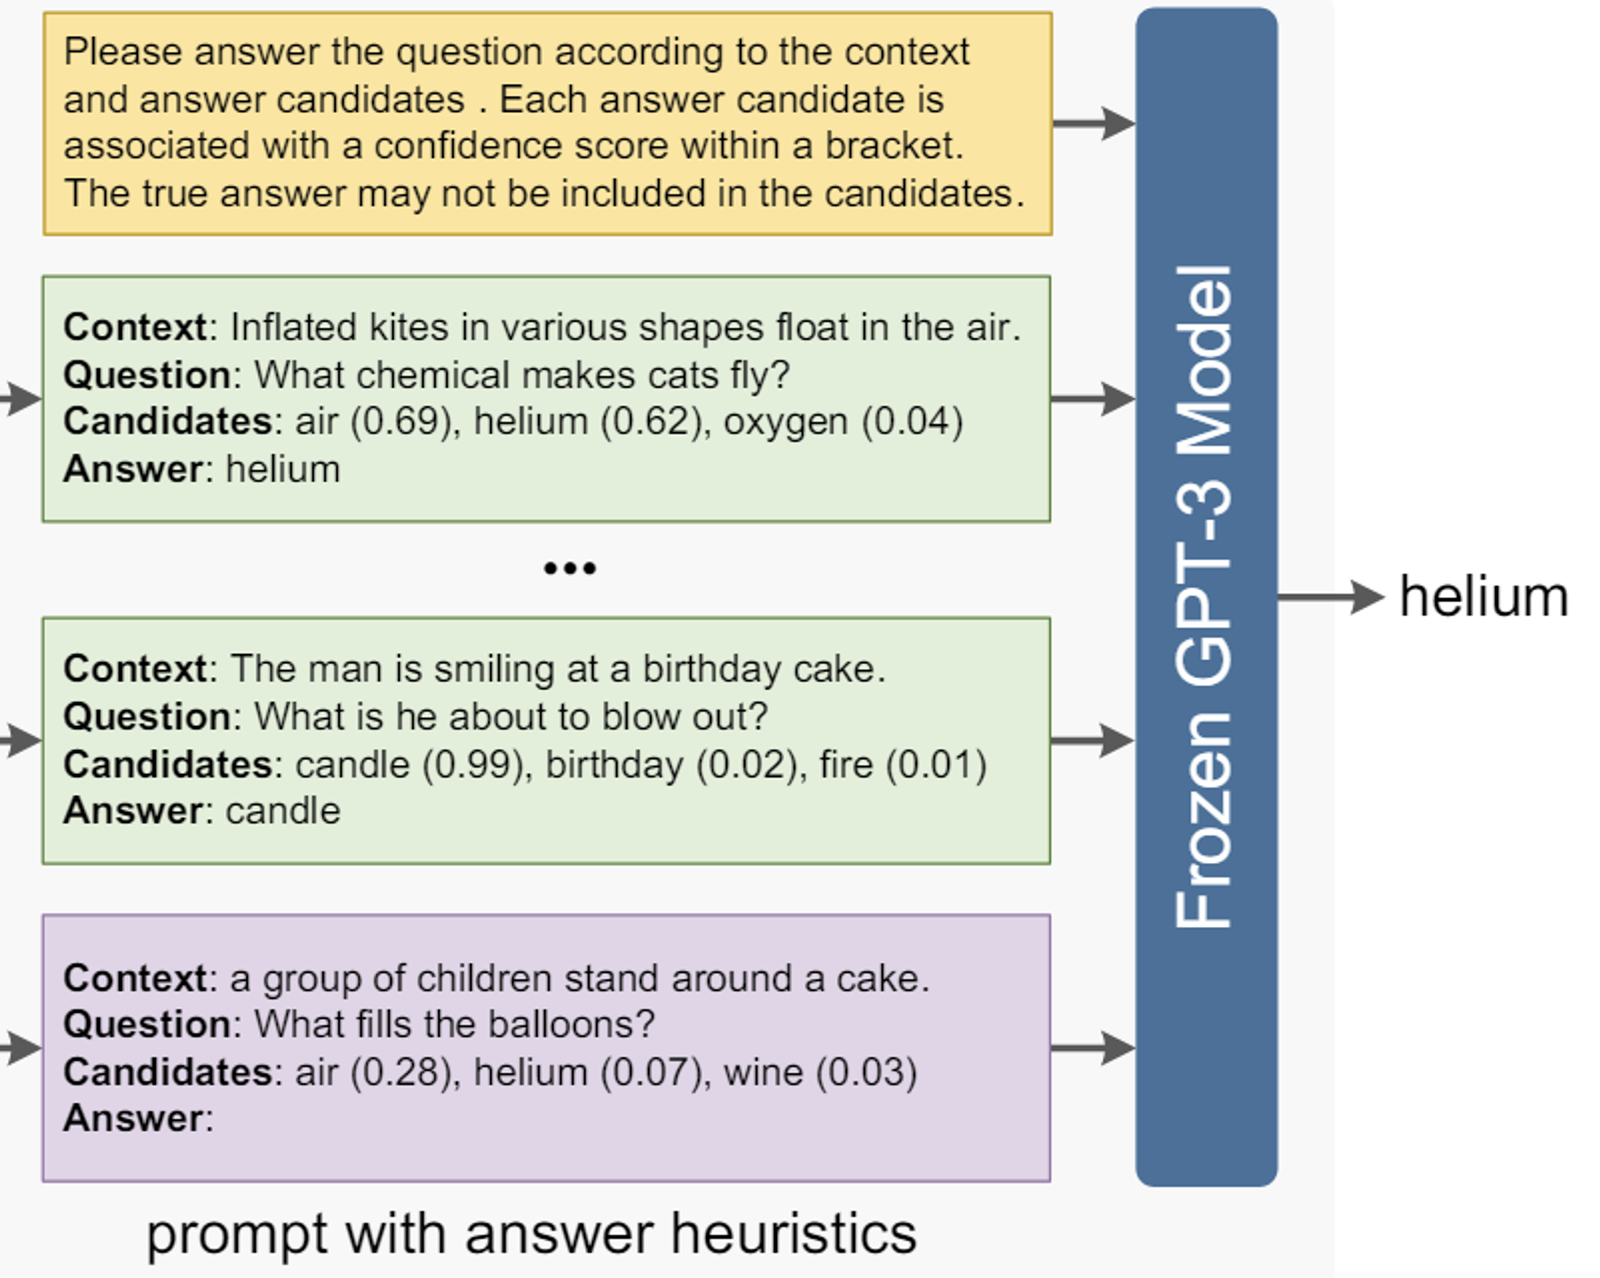 Please answer the question according to the context
and answer candidates . Each answer candidate is
associated with a confidence score within a bracket.
The true answer may not be included in the candidates.
Context: Inflated kites in various shapes float in the air.
Question: What chemical makes cats fly?
Candidates: air (0.69), helium (0.62), oxygen (0.04)
Answer: helium
•••
Context: The man is smiling at a birthday cake.
Question: What is he about to blow out?
Candidates: candle (0.99), birthday (0.02), fire (0.01)
Answer: candle
Context: a group of children stand around a cake.
Question: What fills the balloons?
Candidates: air (0.28), helium (0.07), wine (0.03)
Answer:
prompt with answer heuristics
Frozen GPT-3 Model
helium